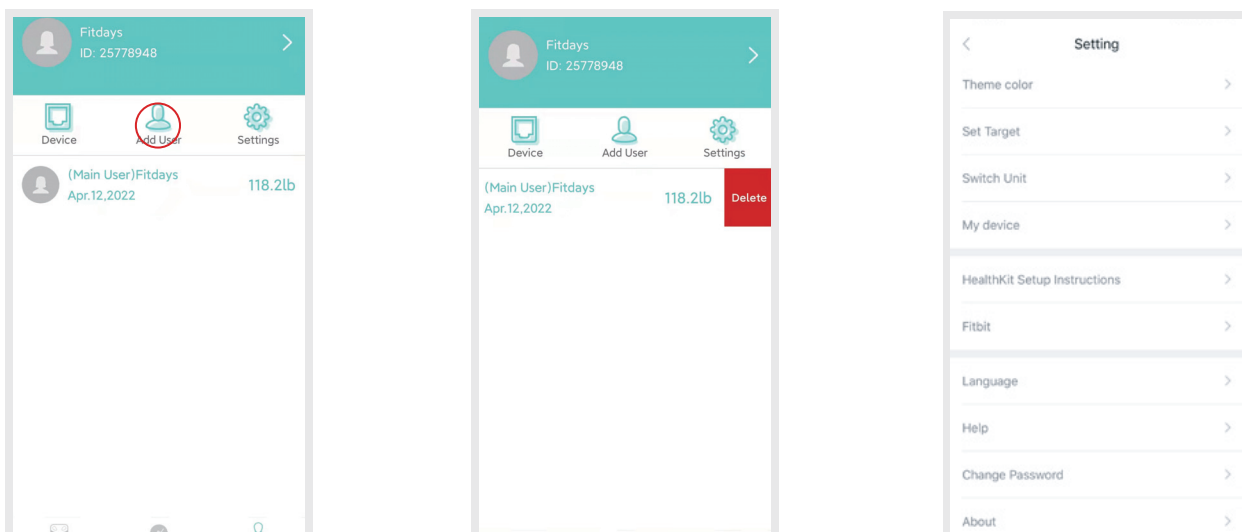 Fitdays
ID: 25778948
Device
Add User
Settings
(Main User)Fitdays
118.2lb
Apr.12,2022
Fitdays
ID: 25778948
Device
Add User
Settings
(Main User)Fitdays
118.2lb
Delete
Apr.12,2022
Setting
Theme color
Set Target
Switch Unit
My device
HealthKit Setup Instructions
Fitbit
Language
Help
Change Password
About